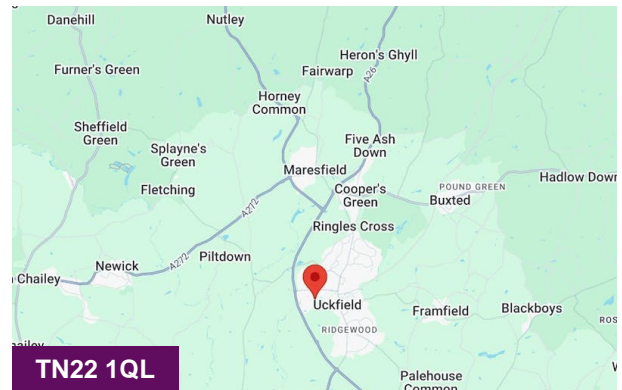 Danehill
Nutley
Heron's Ghyll
Furner's Green
Fairwarp
A26
Horney
Common
Sheffield
Green
Splayne's
Green
Five Ash
Down
Maresfield
Fletching
Cooper's
Green
POUND GREEN
Hadlow Down
Buxted
A272
Ringles Cross
Piltdown
A272
Newick
Chailey
Uckfield
Framfield
Blackboys
RIDGEWOOD
ROS
ailey
Palehouse
Common
W
TN22 1QL